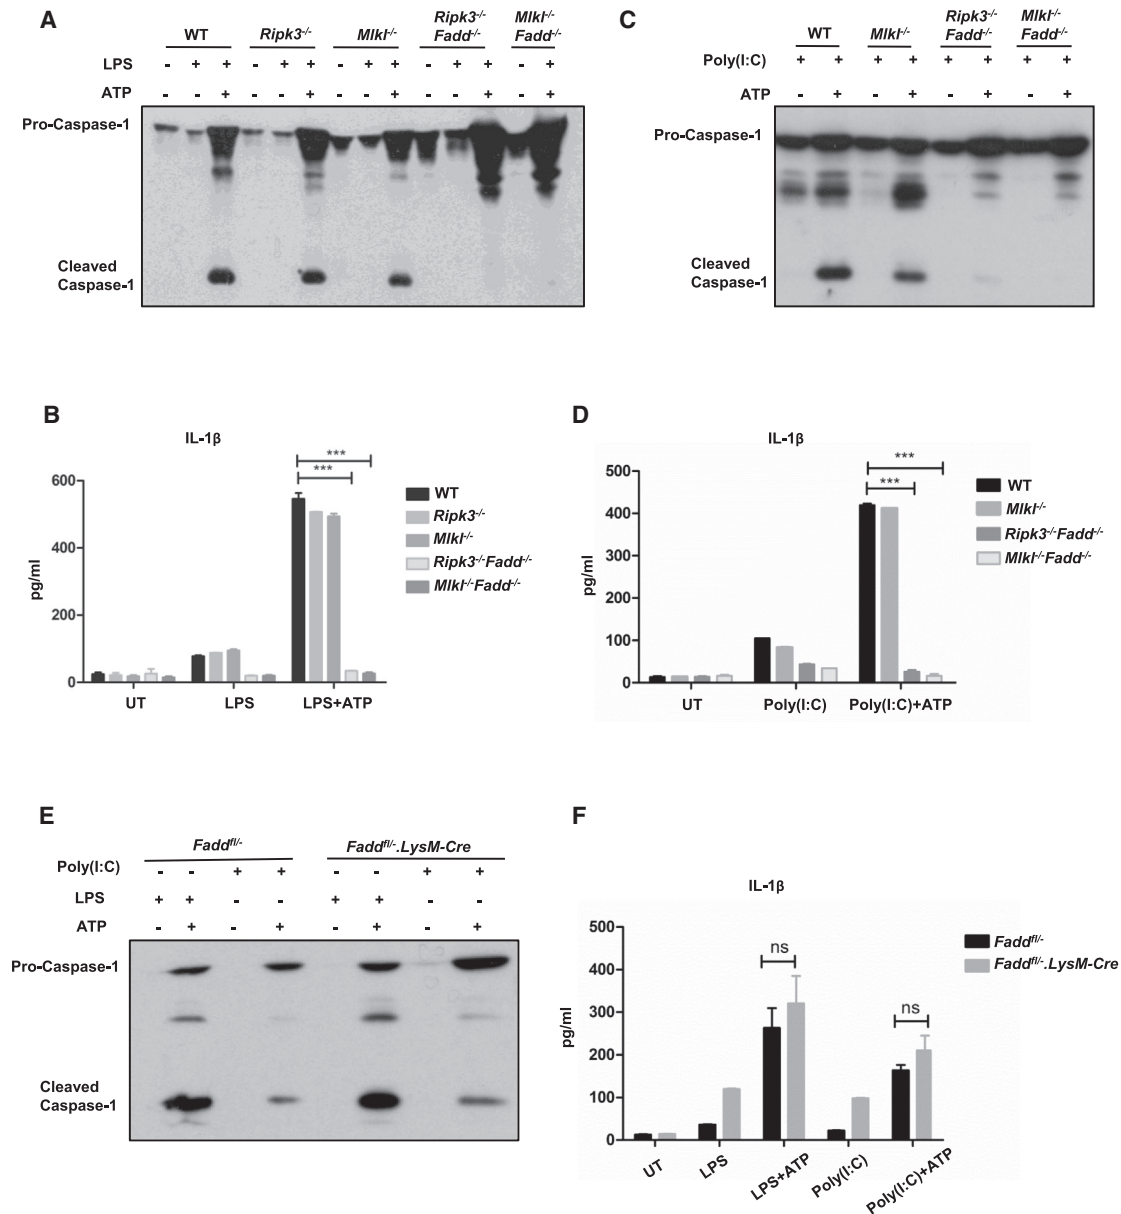 A
WT Ripk3-/- Mlkl-/- Ripk3-/- Fadd-/- Mlkl-/- Fadd-/-
LPS - + + - + + - + + - + + - +
ATP - - + - - + - - + - - + - +
Pro-Caspase-1
Cleaved
Caspase-1
C
WT Mlkl-/- Ripk3-/- Fadd-/- Mlkl-/- Fadd-/-
Poly(I:C) + + + + + + + +
ATP - + - + - + - +
Pro-Caspase-1
Cleaved
Caspase-1
B
IL-1β
pg/ml
600
400
200
0
UT LPS LPS+ATP
***
***
WT
Ripk3-/-
Mlkl-/-
Ripk3-/-Fadd-/-
Mlkl-/-Fadd-/-
D
IL-1β
pg/ml
500
400
300
200
100
0
UT Poly(I:C) Poly(I:C)+ATP
***
***
WT
Mlkl-/-
Ripk3-/-Fadd-/-
Mlkl-/-Fadd-/-
E
Faddfl/- Faddfl/-.LysM-Cre
Poly(I:C) - - + + - - + +
LPS + + - - + + - -
ATP - + - + - + - +
Pro-Caspase-1
Cleaved
Caspase-1
F
IL-1β
pg/ml
500
400
300
200
100
0
UT LPS LPS+ATP Poly(I:C) Poly(I:C)+ATP
ns
ns
Faddfl/-
Faddfl/-.LysM-Cre